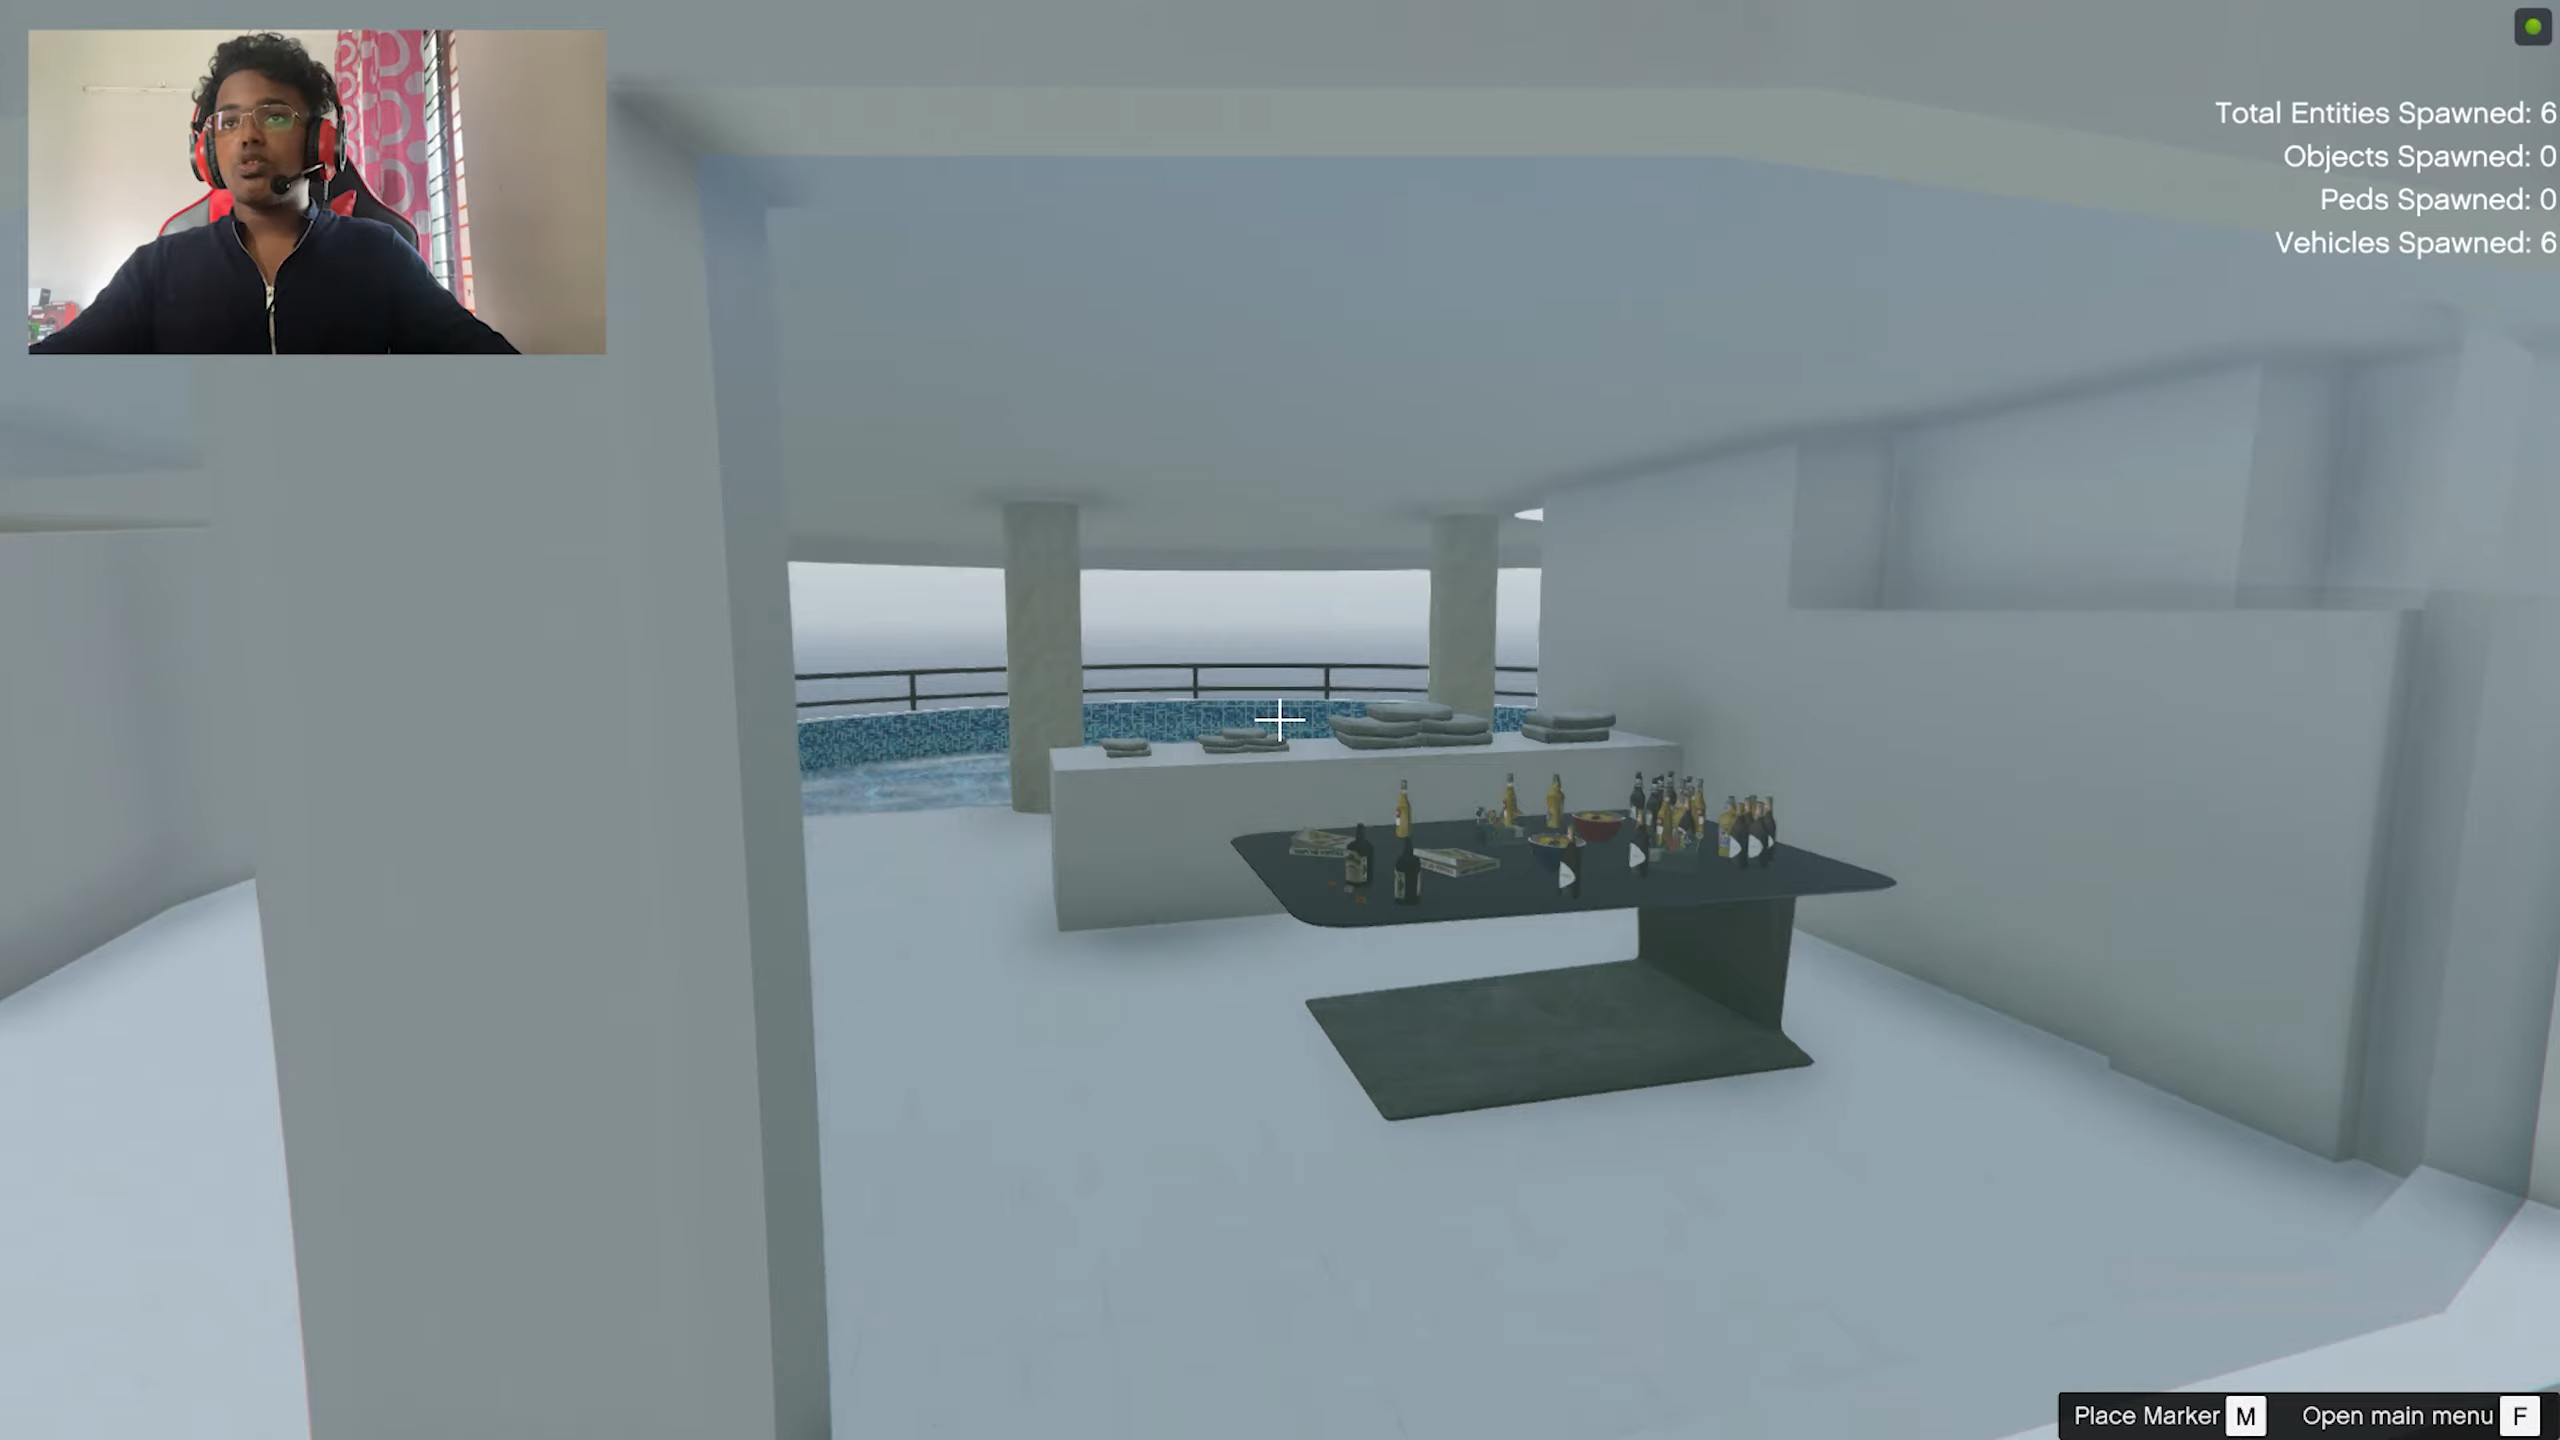 Total Entities Spawned: 6
Objects Spawned: 0
Peds Spawned: 0
Vehicles Spawned: 6
Place Marker M Open main menu F